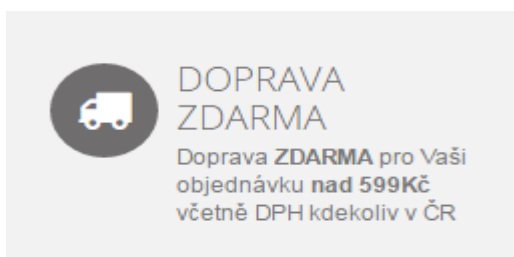 DOPRAVA
ZDARMA
Doprava ZDARMA pro Vaši
objednávku nad 599Kč
včetně DPH kdekoliv v ČR